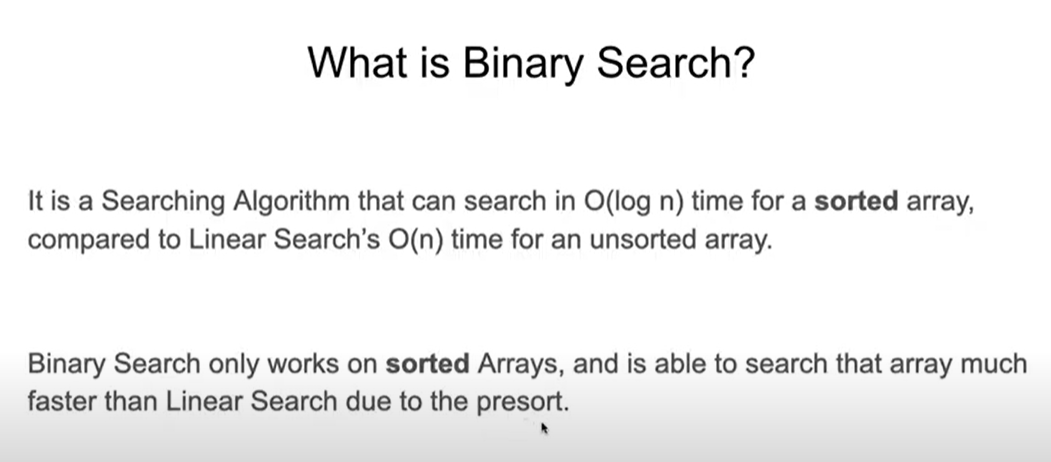 What is Binary Search?
It is a Searching Algorithm that can search in O(log n) time for a sorted array,
compared to Linear Search’s O(n) time for an unsorted array.
Binary Search only works on sorted Arrays, and is able to search that array much
faster than Linear Search due to the presort.